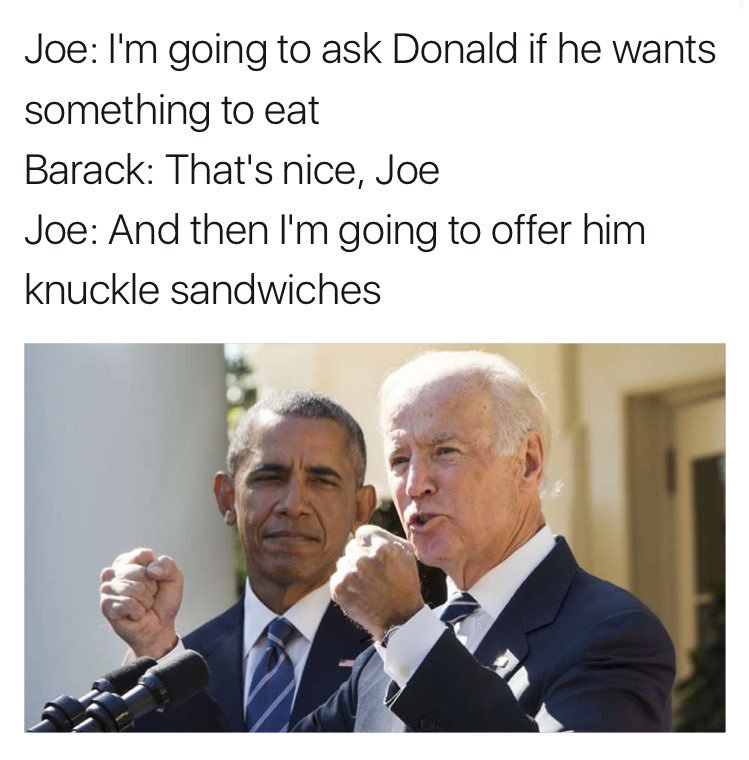 Joe: I'm going to ask Donald if he wants
something to eat
Barack: That's nice, Joe
Joe: And then I'm going to offer him
knuckle sandwiches